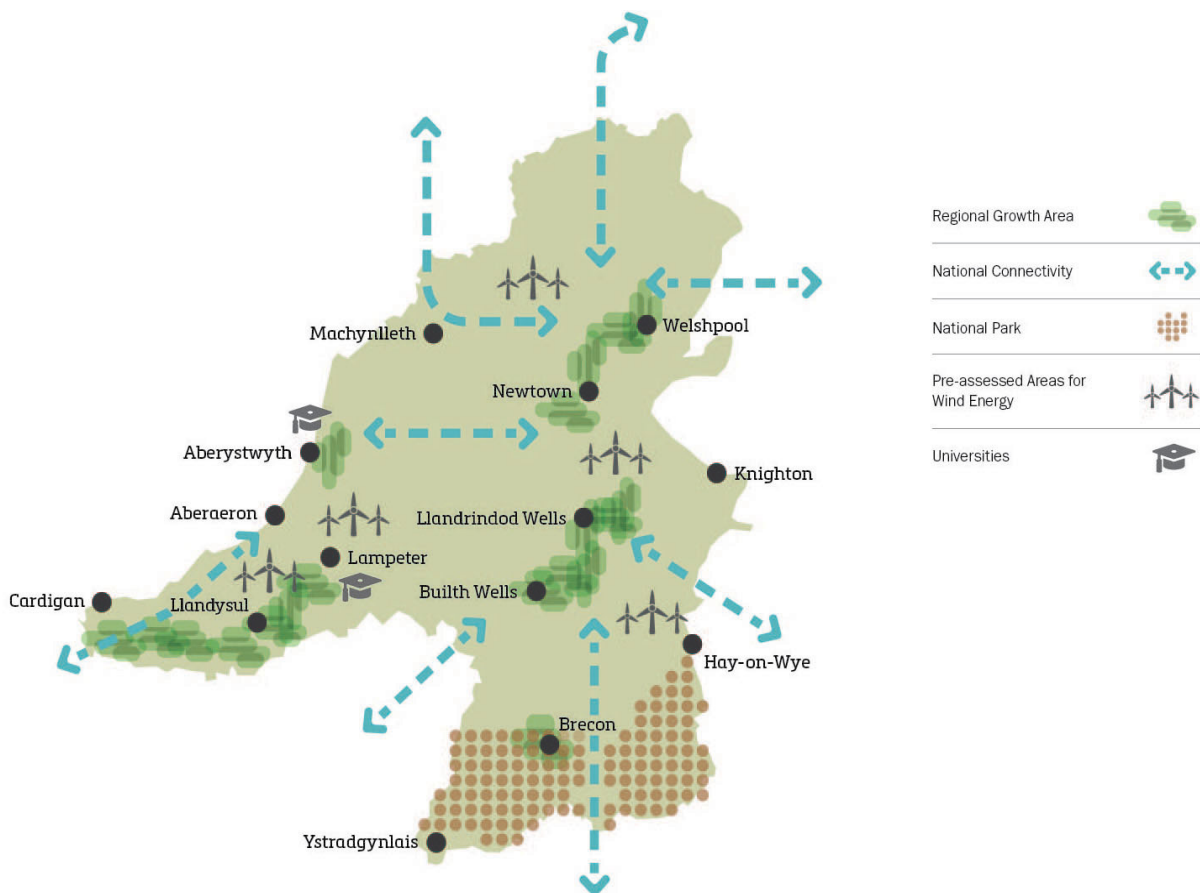 Machynlleth
Welshpool
Newtown
Aberystwyth
Knighton
Aberaeron
Llandrindod Wells
Lampeter
Builth Wells
Cardigan
Llandysul
Hay-on-Wye
Brecon
Ystradgynlais
Regional Growth Area
National Connectivity
National Park
Pre-assessed Areas for
Wind Energy
Universities